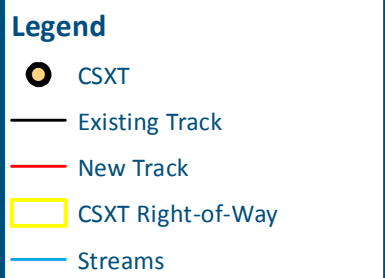 Legend
CSXT
Existing Track
New Track
CSXT Right-of-Way
Streams